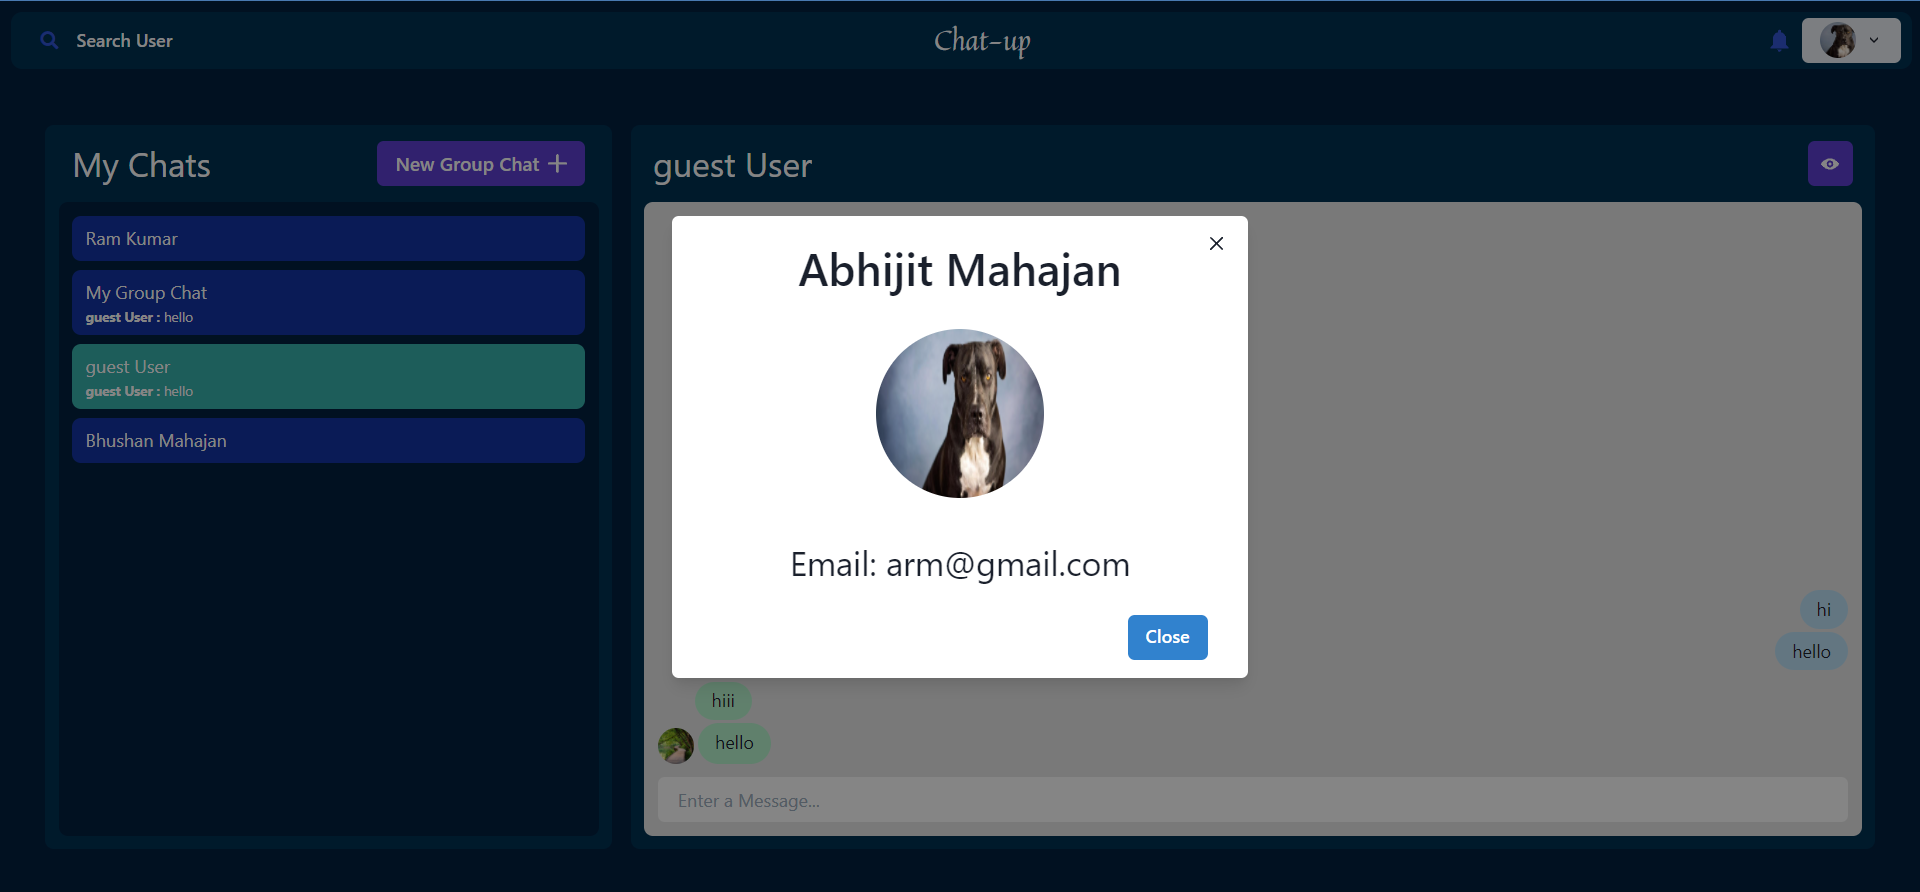 Search User
Chat-up
My Chats
New Group Chat
Ram Kumar
My Group Chat
guest User : hello
guest User
guest User : hello
Bhushan Mahajan
guest User
Abhijit Mahajan
Email: arm@gmail.com
Close
hi
hello
hiii
hello
Enter a Message...